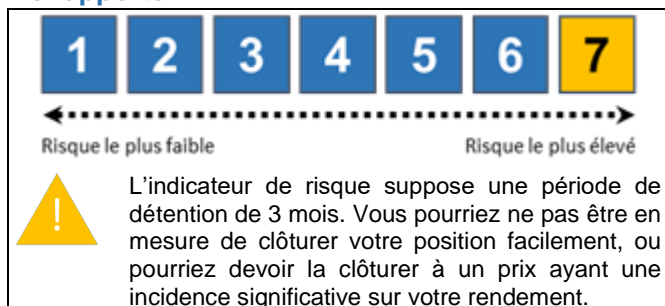 1 2 3 4 5 6 7
Risque le plus faible Risque le plus élevé
!
L'indicateur de risque suppose une période de
détention de 3 mois. Vous pourriez ne pas être en
mesure de clôturer votre position facilement, ou
pourriez devoir la clôturer à un prix ayant une
incidence significative sur votre rendement.